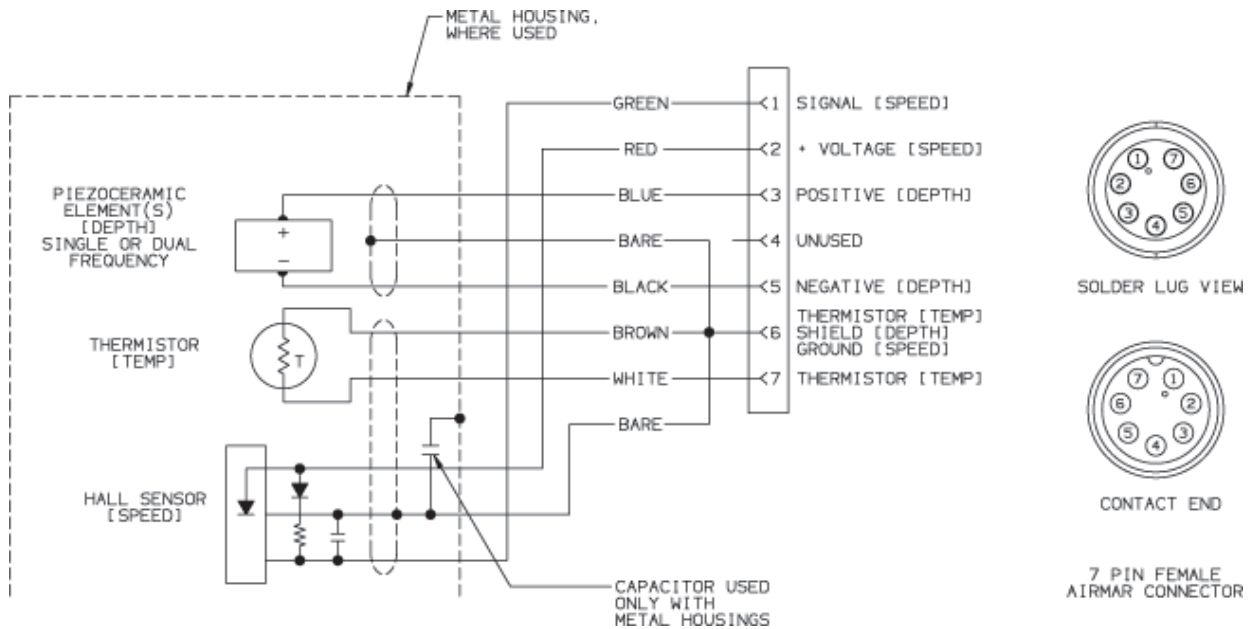 METAL HOUSING,
WHERE USED
GREEN
1 SIGNAL [SPEED]
RED
2 + VOLTAGE [SPEED]
PIEZOCERAMIC
ELEMENT(S)
[DEPTH]
SINGLE OR DUAL
FREQUENCY
+
−
BLUE
3 POSITIVE [DEPTH]
BARE
4 UNUSED
BLACK
5 NEGATIVE [DEPTH]
THERMISTOR
[TEMP]
T
BROWN
6
THERMISTOR [TEMP]
SHIELD [DEPTH]
GROUND [SPEED]
WHITE
7 THERMISTOR [TEMP]
BARE
HALL SENSOR
[SPEED]
CAPACITOR USED
ONLY WITH
METAL HOUSINGS
1 7
2 6
3 5
4
SOLDER LUG VIEW
7 1
6 2
5 3
4
CONTACT END
7 PIN FEMALE
AIRMAR CONNECTOR